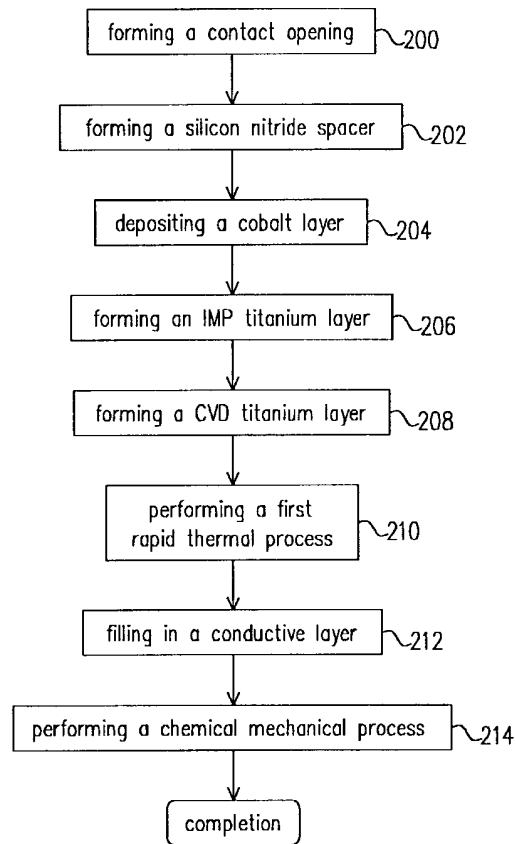 forming a contact opening
200
forming a silicon nitride spacer
202
depositing a cobalt layer
204
forming an IMP titanium layer
206
forming a CVD titanium layer
208
performing a first
rapid thermal process
210
filling in a conductive layer
212
performing a chemical mechanical process
214
completion